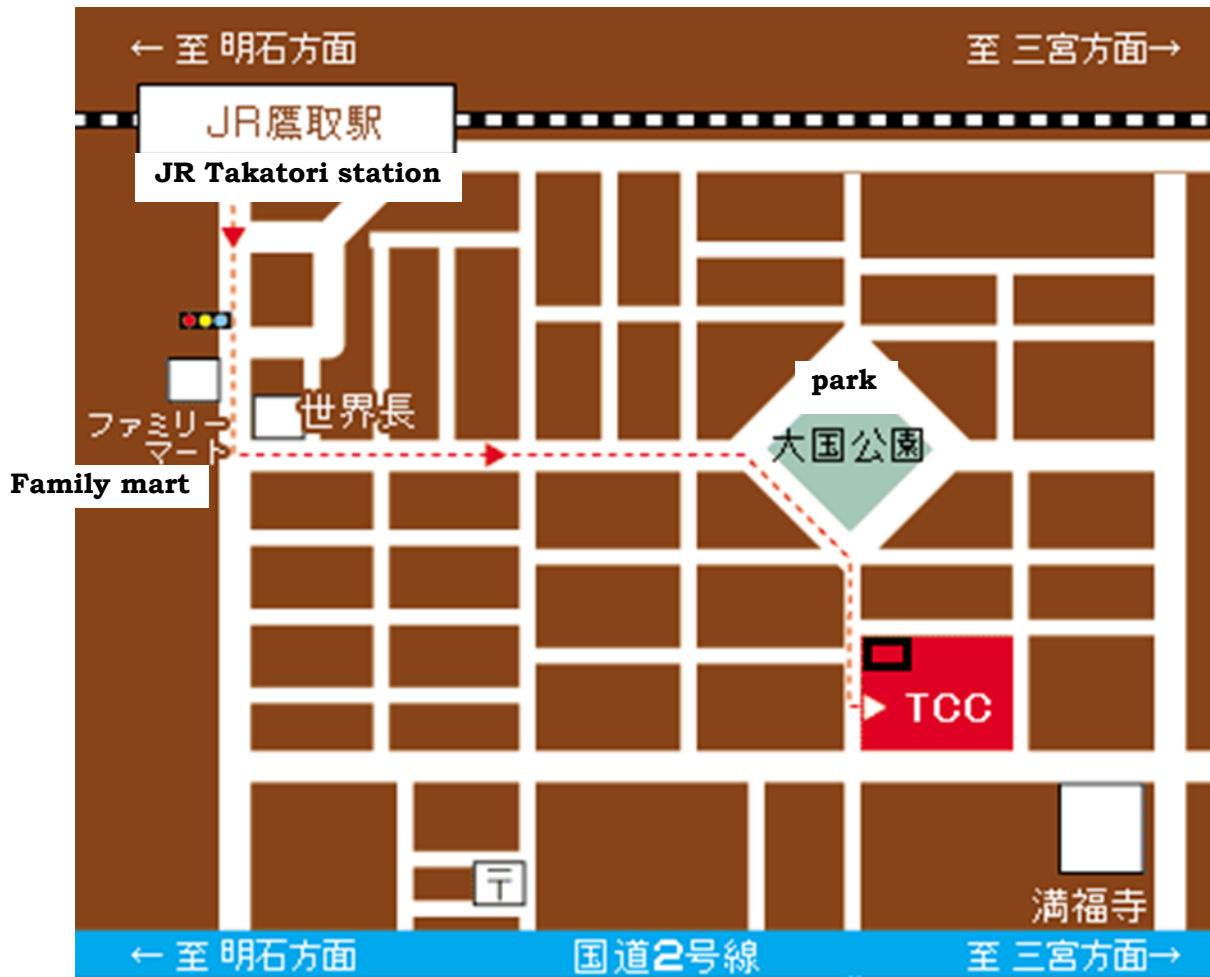 ← 至 明石方面
至 三宮方面→
JR鷹取駅
JR Takatori station
park
世界長
ファミリー
マート
大国公園
Family mart
TCC
〒
満福寺
← 至 明石方面
国道2号線
至 三宮方面→